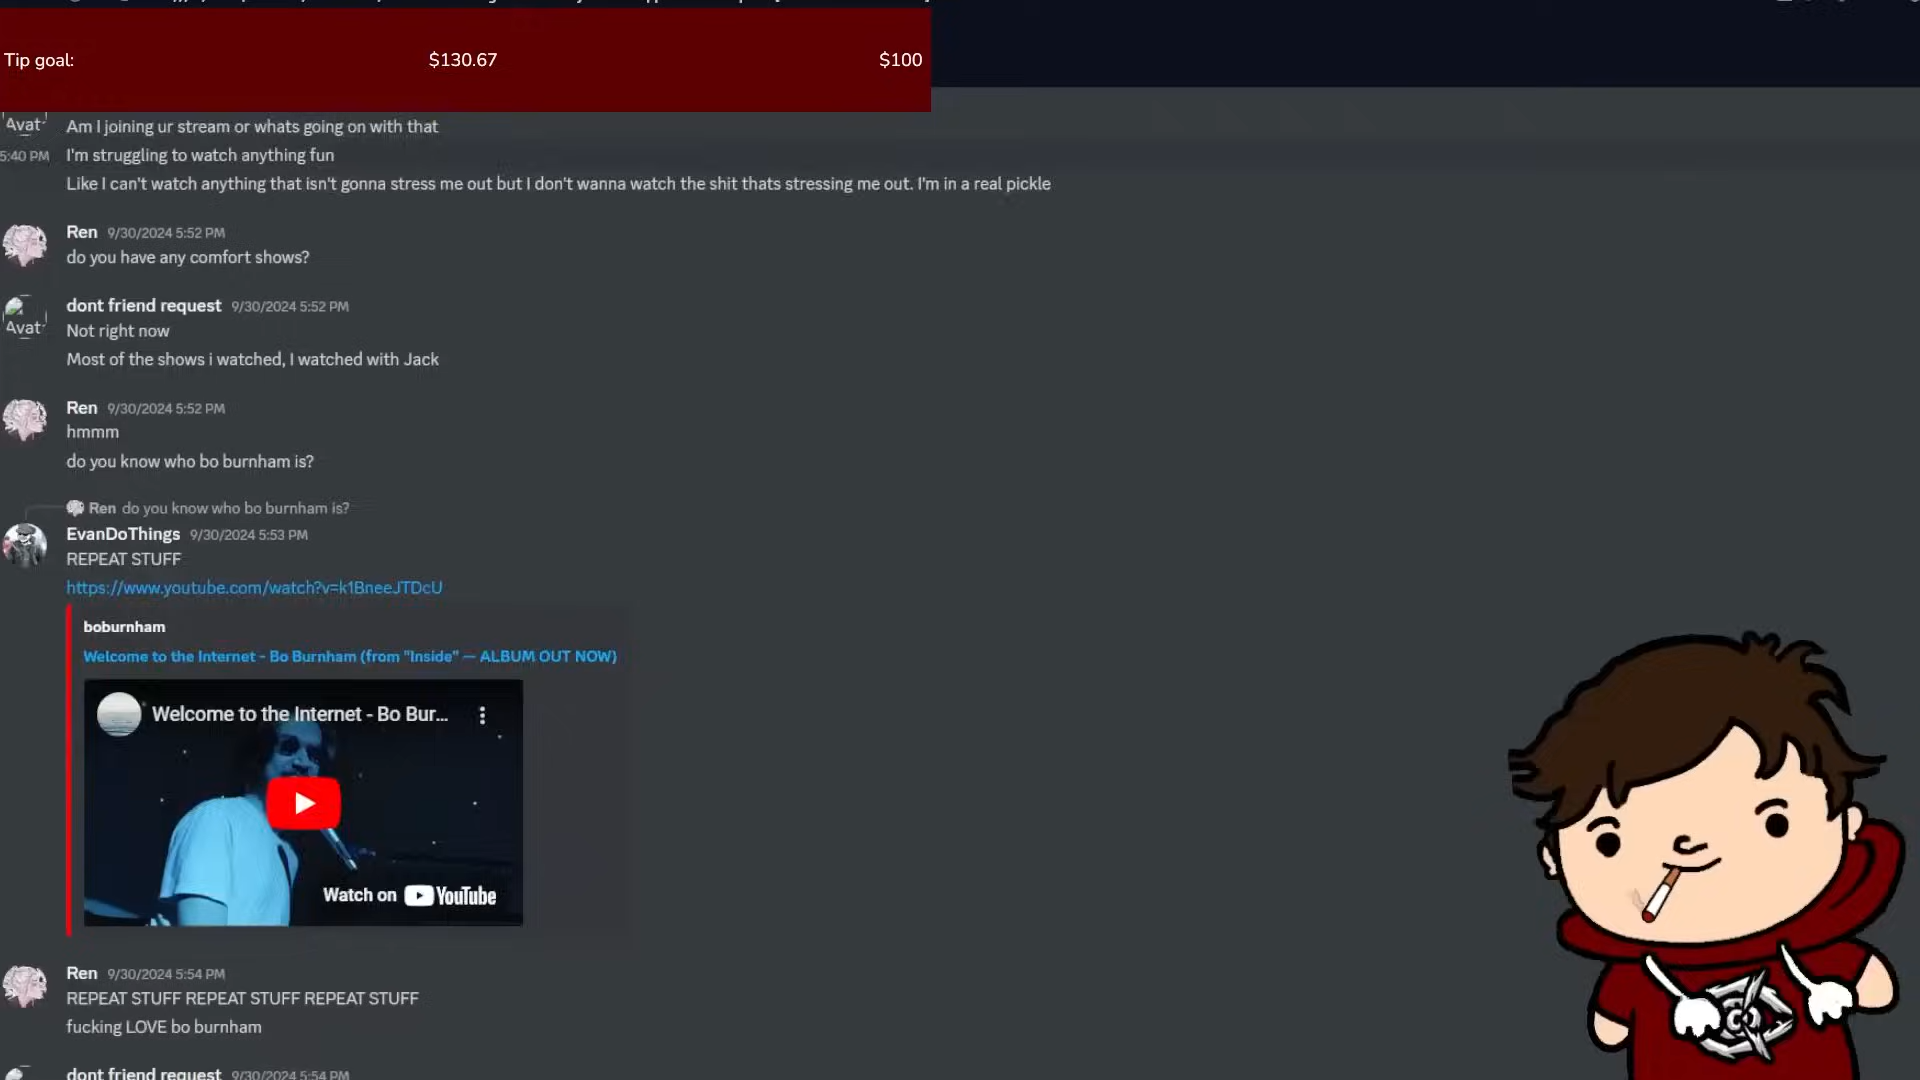 Tip goal: $130.67 $100
Avat
Am I joining ur stream or whats going on with that
5:40 PM I'm struggling to watch anything fun
Like I can't watch anything that isn't gonna stress me out but I don't wanna watch the shit thats stressing me out. I'm in a real pickle
Ren 9/30/2024 5:52 PM
do you have any comfort shows?
dont friend request 9/30/2024 5:52 PM
Avat
Not right now
Most of the shows i watched, I watched with Jack
Ren 9/30/2024 5:52 PM
hmmm
do you know who bo burnham is?
Ren do you know who bo burnham is?
EvanDoThings 9/30/2024 5:53 PM
REPEAT STUFF
https://www.youtube.com/watch?v=k1BneeJTDcU
boburnham
Welcome to the Internet - Bo Burnham (from "Inside" — ALBUM OUT NOW)
Welcome to the Internet - Bo Bur...
Watch on YouTube
Ren 9/30/2024 5:54 PM
REPEAT STUFF REPEAT STUFF REPEAT STUFF
fucking LOVE bo burnham
dont friend request 9/30/2024 5:54 PM